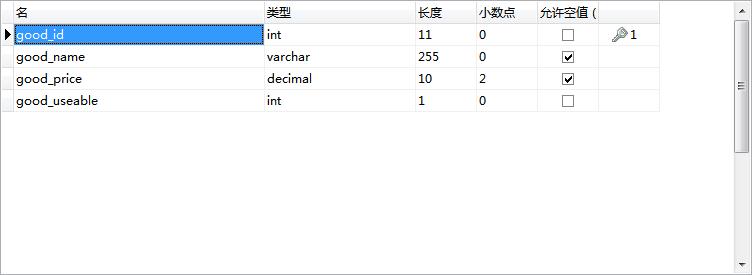 名 类型 长度 小数点 允许空值 (
good_id int 11 0 1
good_name varchar 255 0
good_price decimal 10 2
good_useable int 1 0